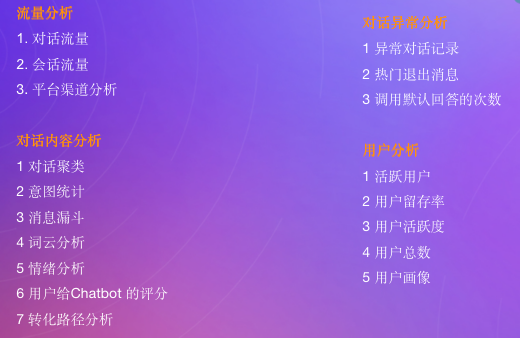 流量分析
1. 对话流量
2. 会话流量
3. 平台渠道分析
对话内容分析
1 对话聚类
2 意图统计
3 消息漏斗
4 词云分析
5 情绪分析
6 用户给Chatbot 的评分
7 转化路径分析
对话异常分析
1 异常对话记录
2 热门退出消息
3 调用默认回答的次数
用户分析
1 活跃用户
2 用户留存率
3 用户活跃度
4 用户总数
5 用户画像